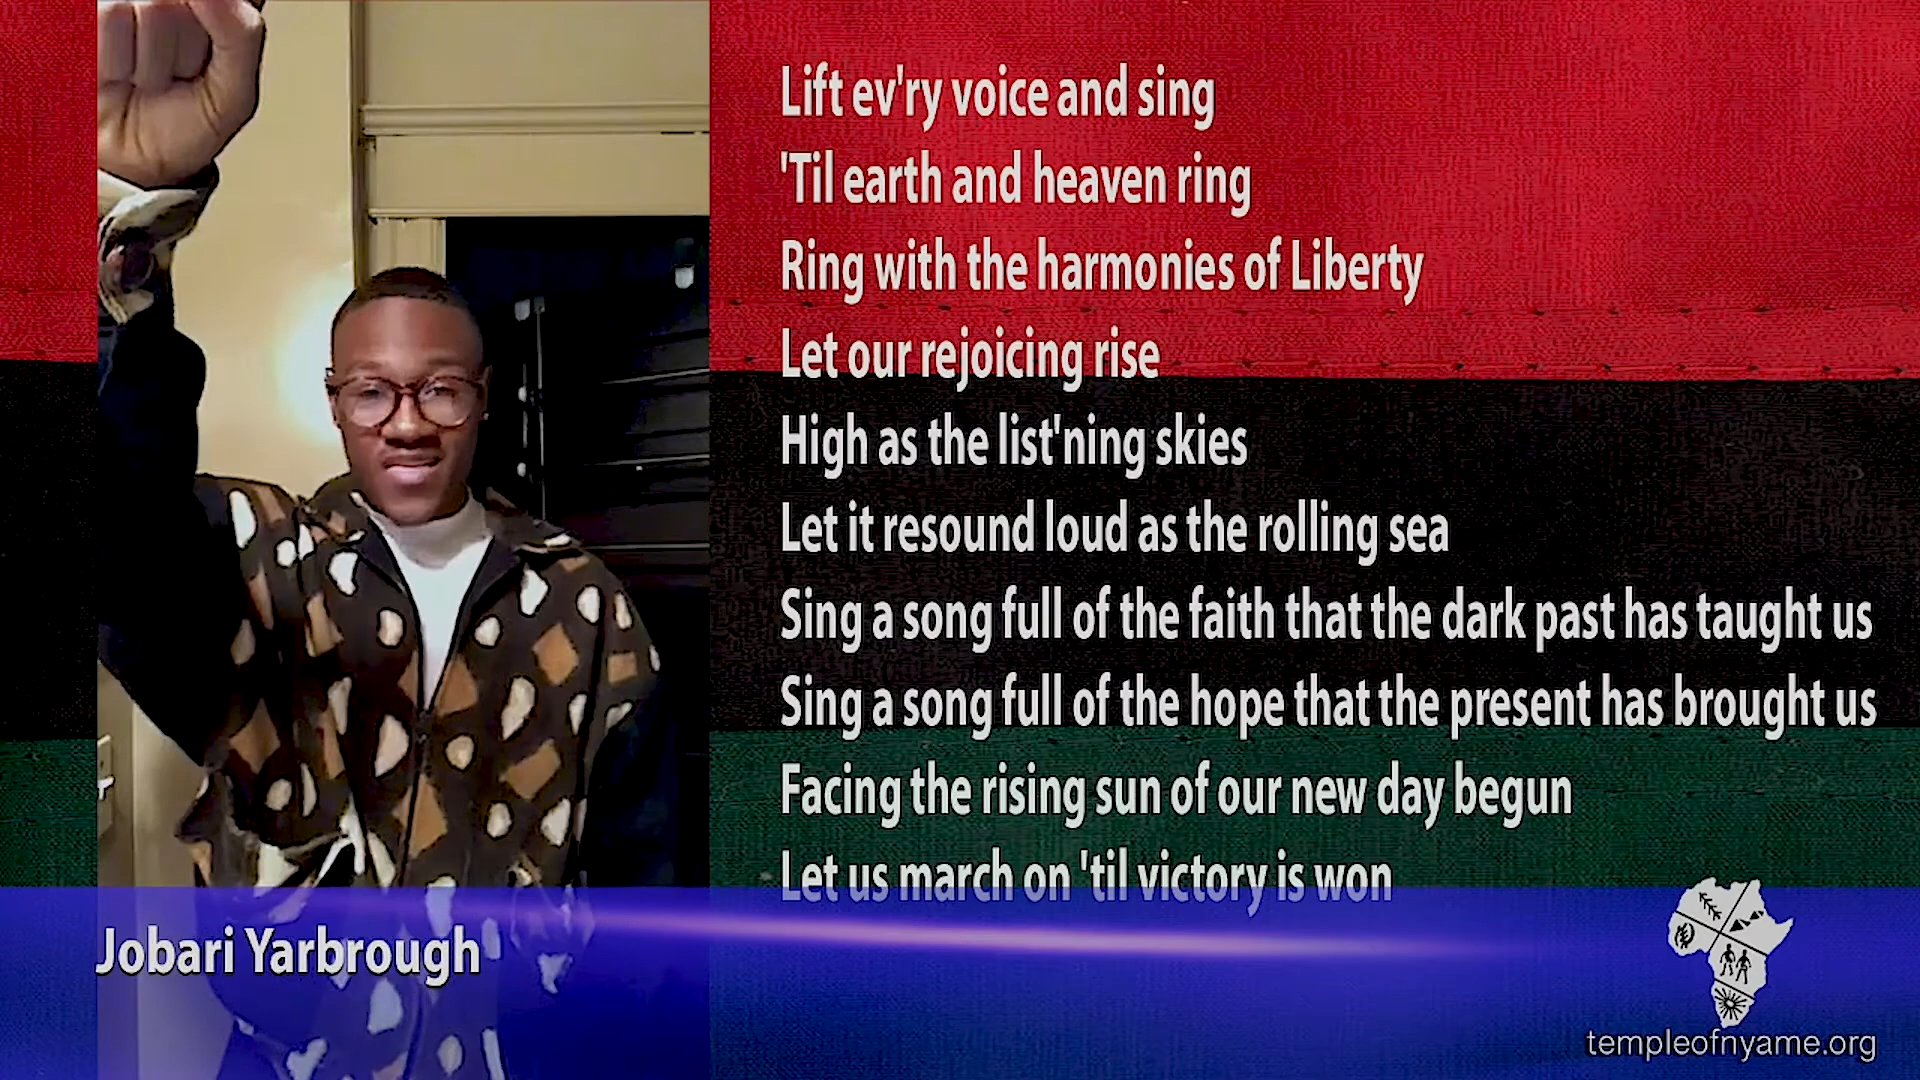 Lift ev'ry voice and sing
'Til earth and heaven ring
Ring with the harmonies of Liberty
Let our rejoicing rise
High as the list'ning skies
Let it resound loud as the rolling sea
Sing a song full of the faith that the dark past has taught us
Sing a song full of the hope that the present has brought us
Facing the rising sun of our new day begun
Let us march on 'til victory is won
Jobari Yarbrough
templeofnyame.org